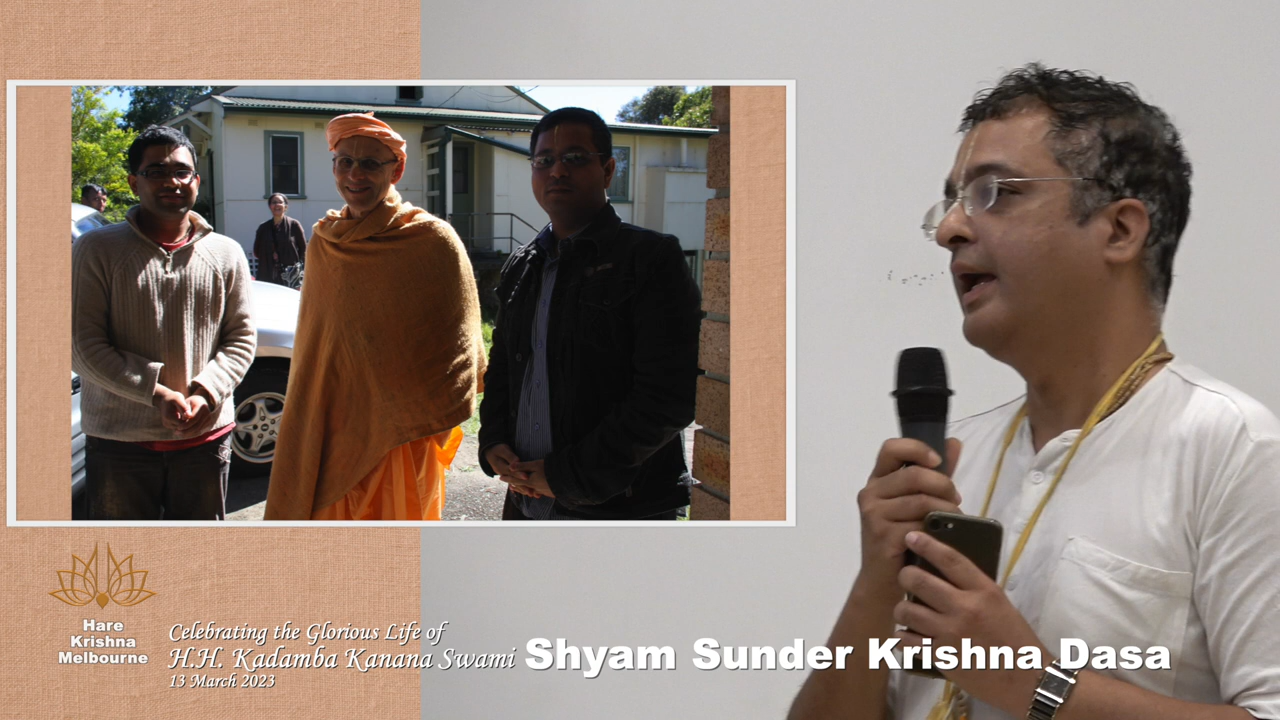 Hare
Krishna
Melbourne
Celebrating the Glorious Life of
H.H. Kadamba Kanana Swami
13 March 2023
Shyam Sunder Krishna Dasa